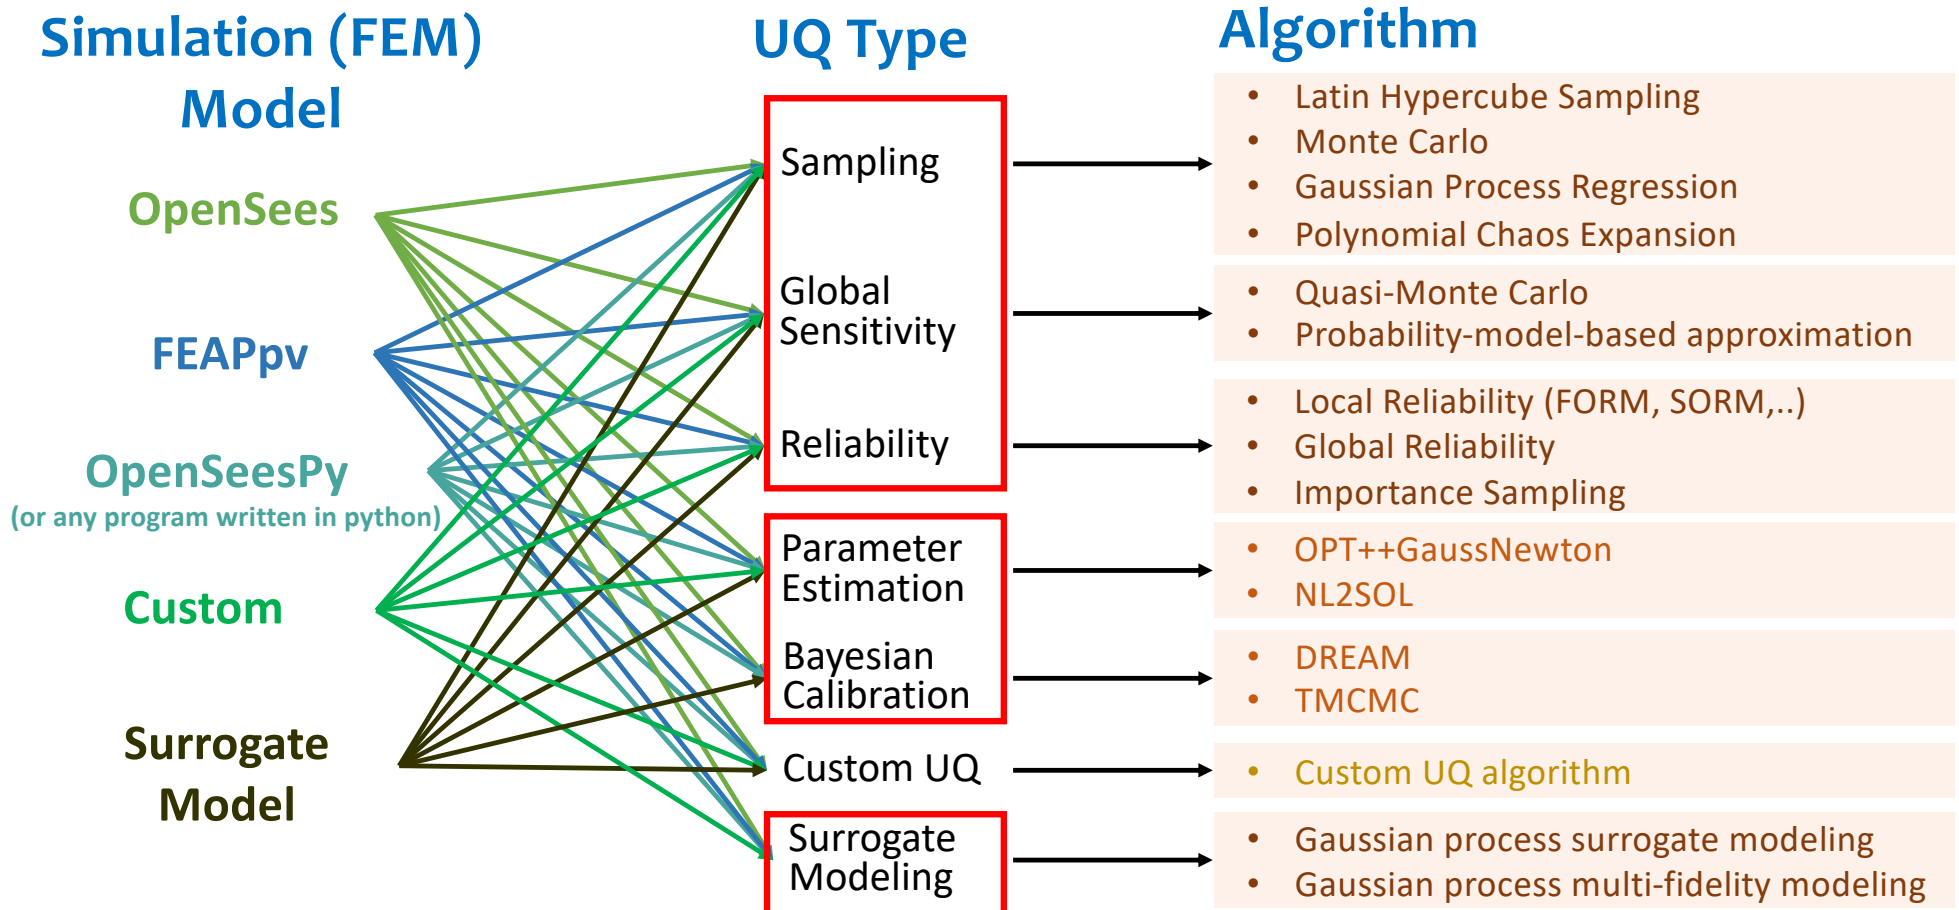 Simulation (FEM)
Model
OpenSees
FEAPpv
OpenSeesPy
(or any program written in python)
Custom
Surrogate
Model
UQ Type
Sampling
Global
Sensitivity
Reliability
Parameter
Estimation
Bayesian
Calibration
Custom UQ
Surrogate
Modeling
Algorithm
• Latin Hypercube Sampling
• Monte Carlo
• Gaussian Process Regression
• Polynomial Chaos Expansion
• Quasi-Monte Carlo
• Probability-model-based approximation
• Local Reliability (FORM, SORM,..)
• Global Reliability
• Importance Sampling
• OPT++GaussNewton
• NL2SOL
• DREAM
• TMCMC
• Custom UQ algorithm
• Gaussian process surrogate modeling
• Gaussian process multi-fidelity modeling